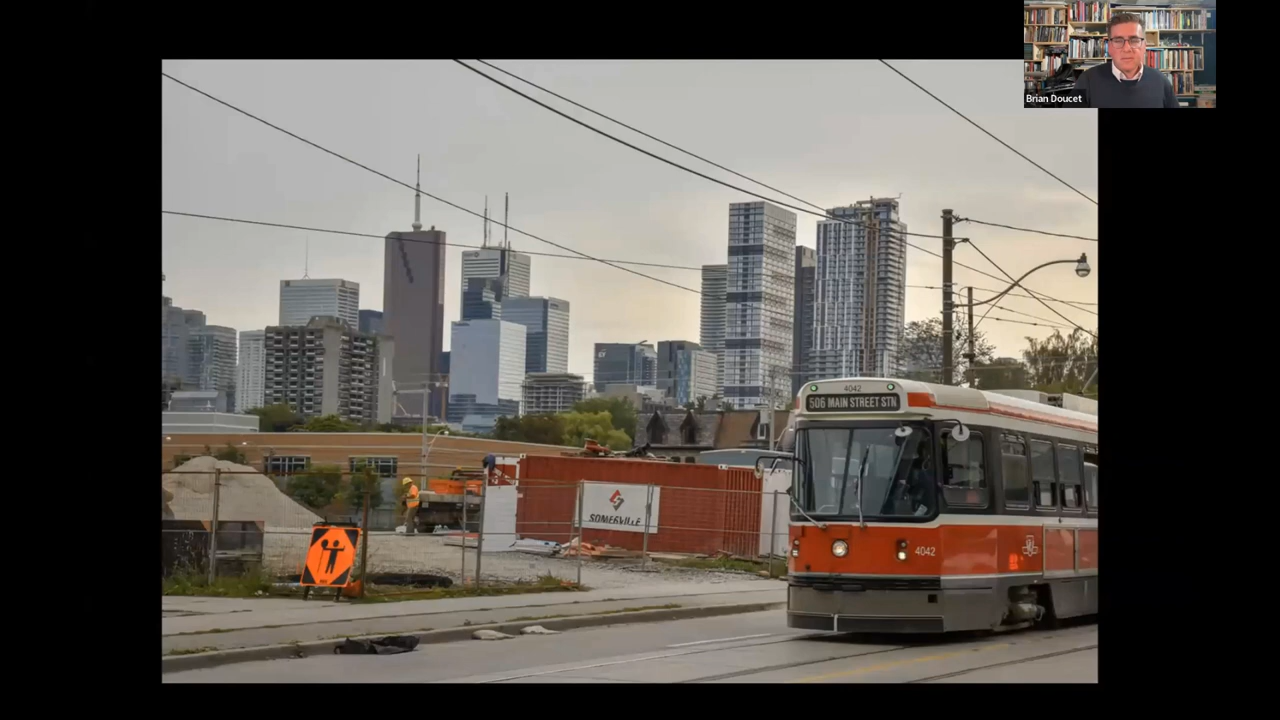 Brian Doucet
4042
506 MAIN STREET STN
SOMERVILLE
4042